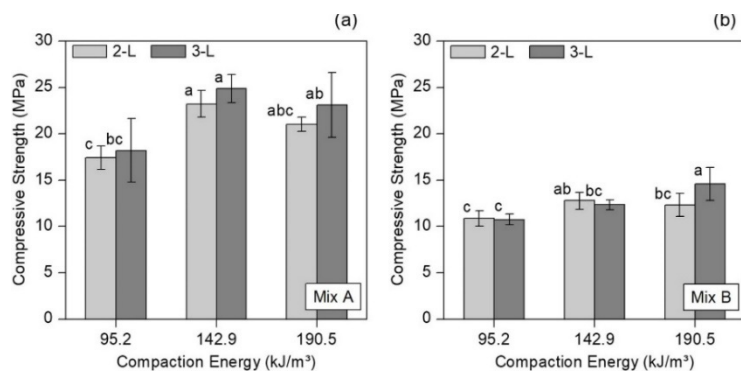 (a)
30
2-L 3-L
25
a a
ab
abc
20
c bc
15
10
5
0
Mix A
95.2 142.9 190.5
Compaction Energy (kJ/m³)
Compressive Strength (MPa)
(b)
30
2-L 3-L
25
20
a
15
ab bc bc
c c
10
5
0
Mix B
95.2 142.9 190.5
Compaction Energy (kJ/m³)
Compressive Strength (MPa)